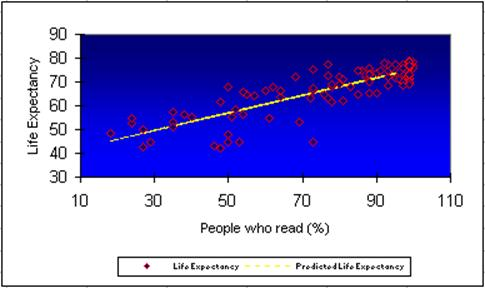 90
80
70
60
50
40
30
Life Expectancy
10 30 50 70 90 110
People who read (%)
Life Expectancy Predicted Life Expectancy